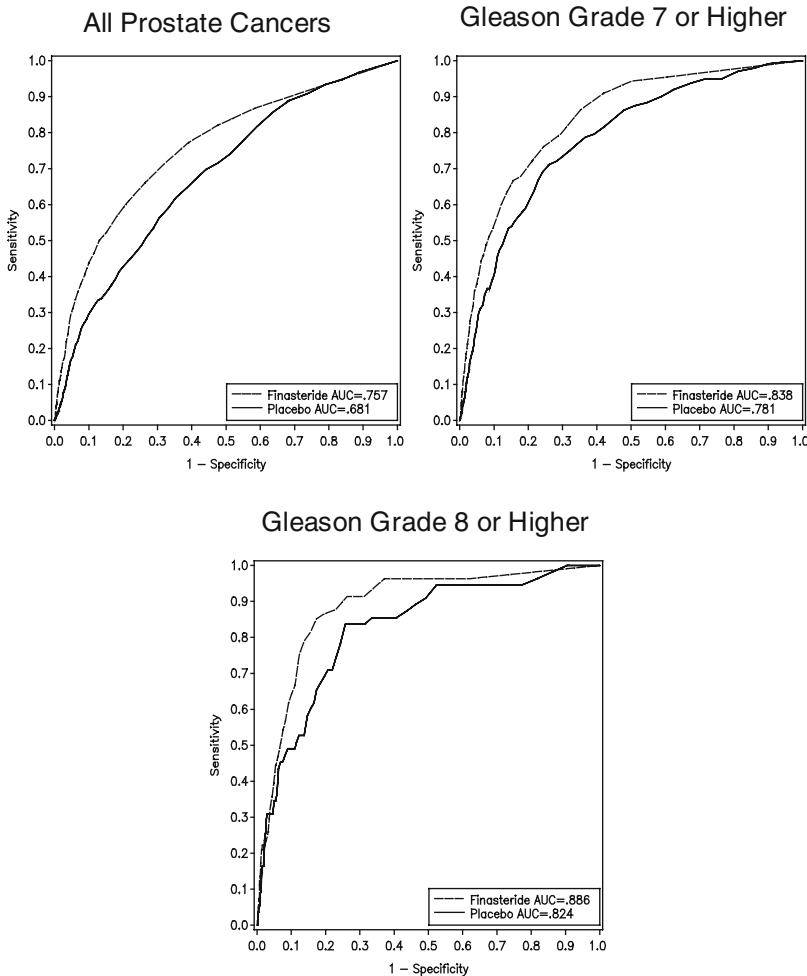 All Prostate Cancers
Gleason Grade 7 or Higher
1.0
0.9
0.8
0.7
0.6
0.5
0.4
0.3
0.2
0.1
0.0
Sensitivity
Finasteride AUC=.757
Placebo AUC=.681
0.0 0.1 0.2 0.3 0.4 0.5 0.6 0.7 0.8 0.9 1.0
1 – Specificity
1.0
0.9
0.8
0.7
0.6
0.5
0.4
0.3
0.2
0.1
0.0
Sensitivity
Finasteride AUC=.838
Placebo AUC=.781
0.0 0.1 0.2 0.3 0.4 0.5 0.6 0.7 0.8 0.9 1.0
1 – Specificity
Gleason Grade 8 or Higher
1.0
0.9
0.8
0.7
0.6
0.5
0.4
0.3
0.2
0.1
0.0
Sensitivity
Finasteride AUC=.886
Placebo AUC=.824
0.0 0.1 0.2 0.3 0.4 0.5 0.6 0.7 0.8 0.9 1.0
1 – Specificity